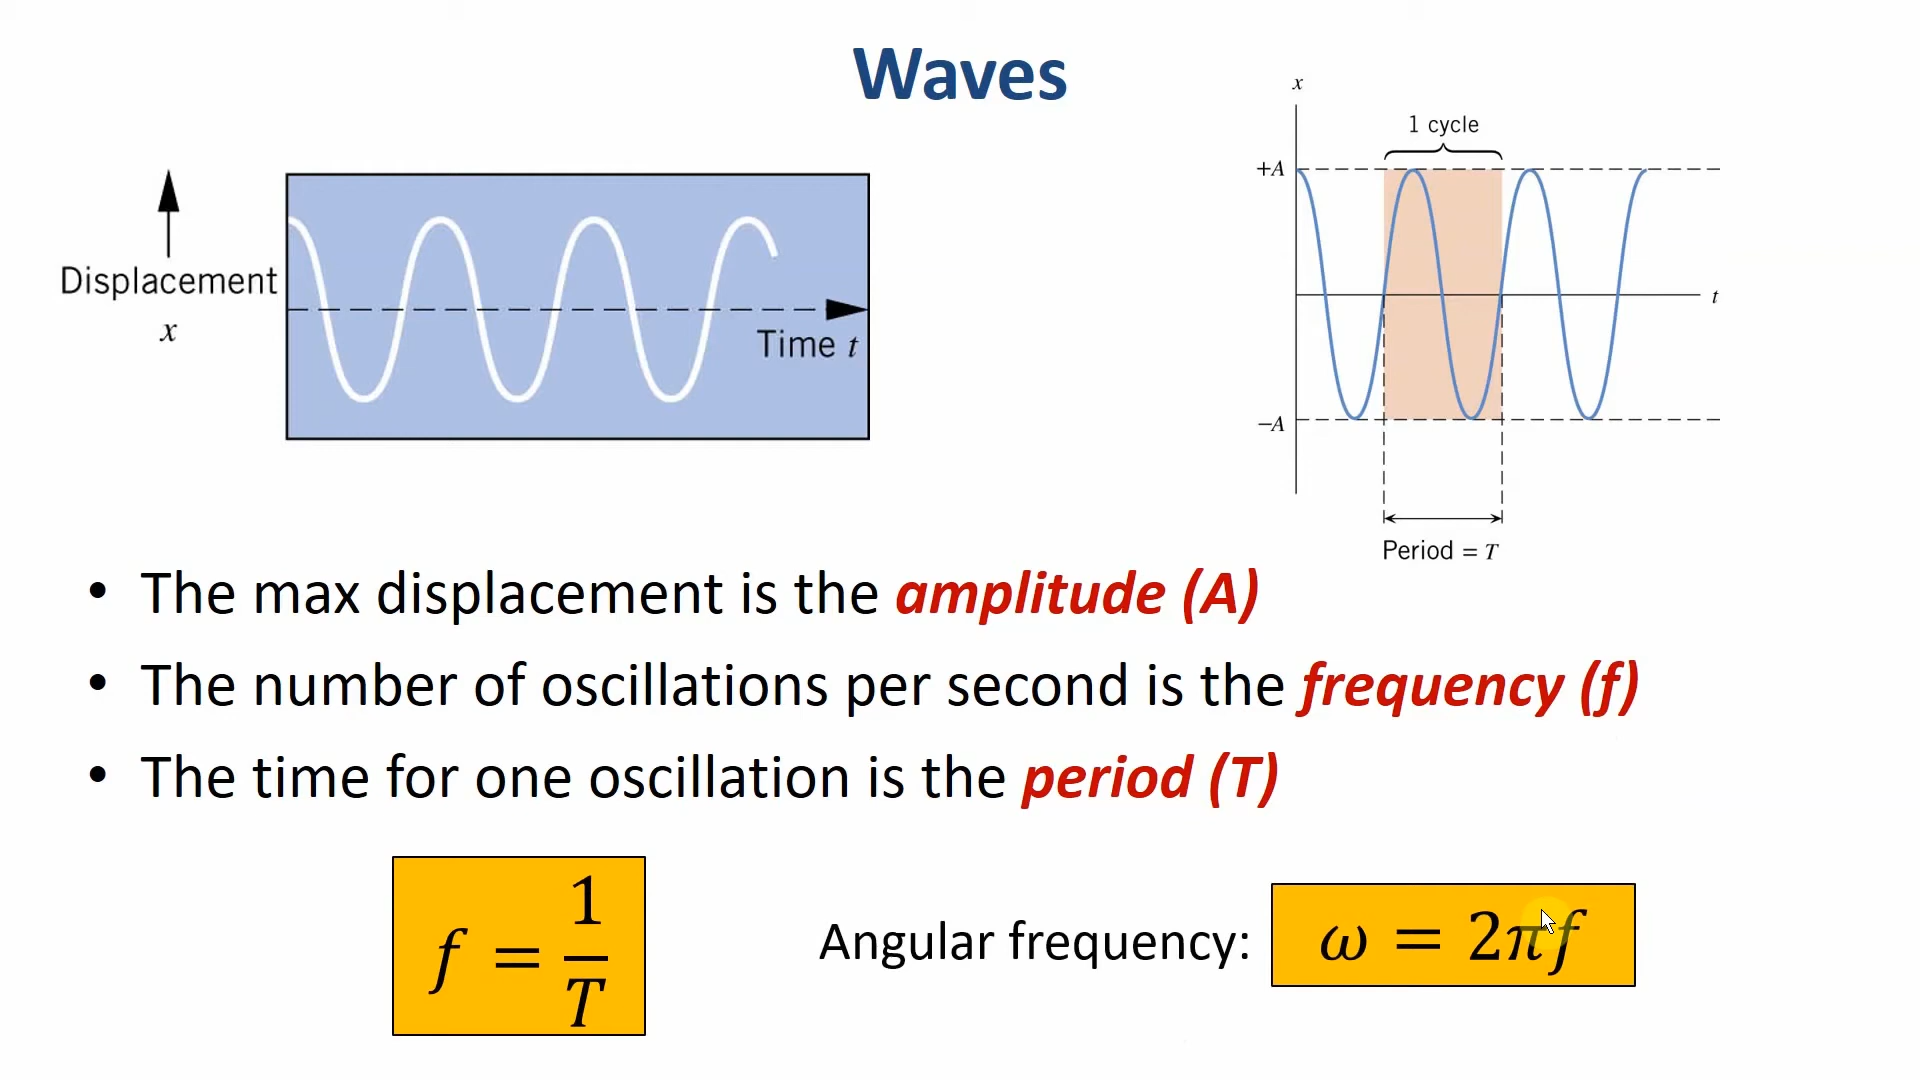 Waves
Displacement
x
Time t
x
1 cycle
+A
t
−A
Period = T
• The max displacement is the amplitude (A)
• The number of oscillations per second is the frequency (f)
• The time for one oscillation is the period (T)
f = 1/T
Angular frequency: ω = 2πf